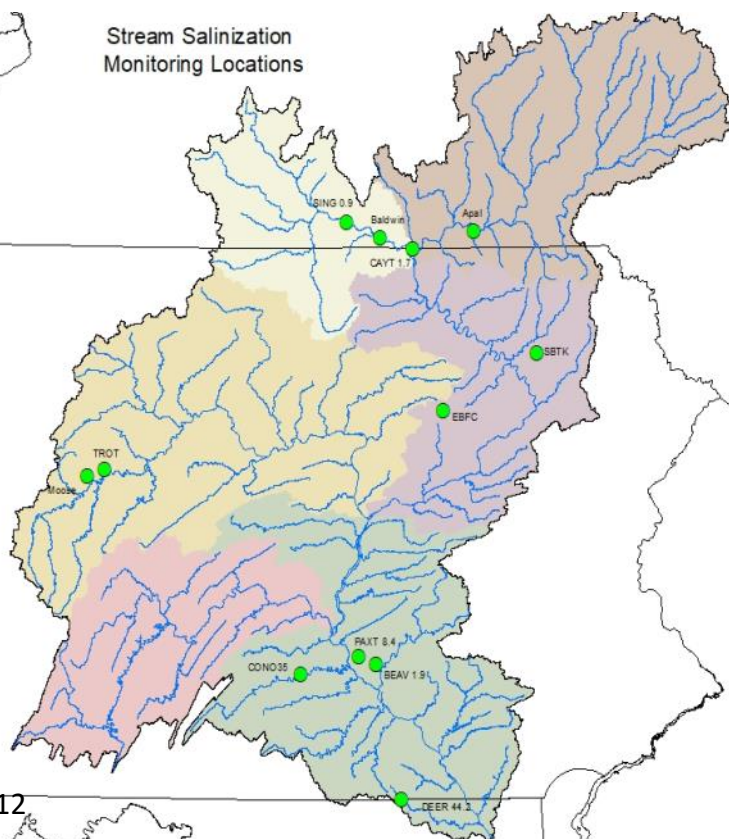 Stream Salinization
Monitoring Locations
SING 0.9
Baldwin
Apal
CAYT 1.7
SBTK
EBFC
TROT
Moose
PAXT 8.4
CONO35
BEAV 1.9
DEER 44.2
12